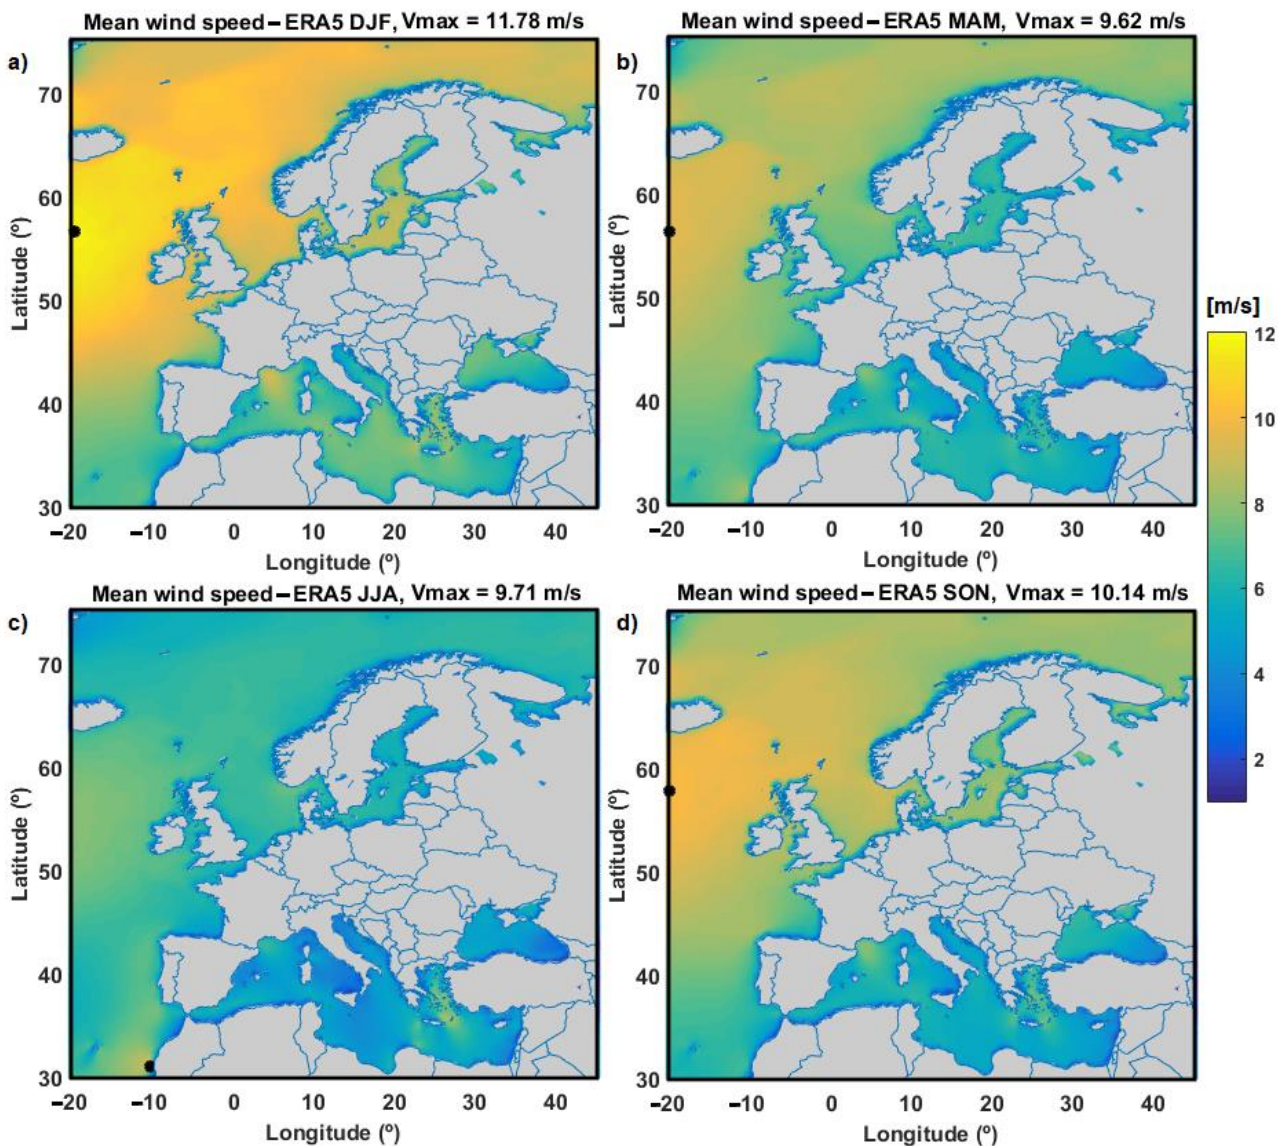 Mean wind speed–ERA5 DJF, Vmax = 11.78 m/s
a)
70
60
50
40
30
Latitude (º)
–20 –10 0 10 20 30 40
Longitude (º)
Mean wind speed–ERA5 MAM, Vmax = 9.62 m/s
b)
70
60
50
40
30
Latitude (º)
–20 –10 0 10 20 30 40
Longitude (º)
[m/s]
12
10
8
6
4
2
Mean wind speed–ERA5 JJA, Vmax = 9.71 m/s
c)
70
60
50
40
30
Latitude (º)
–20 –10 0 10 20 30 40
Longitude (º)
Mean wind speed–ERA5 SON, Vmax = 10.14 m/s
d)
70
60
50
40
30
Latitude (º)
–20 –10 0 10 20 30 40
Longitude (º)